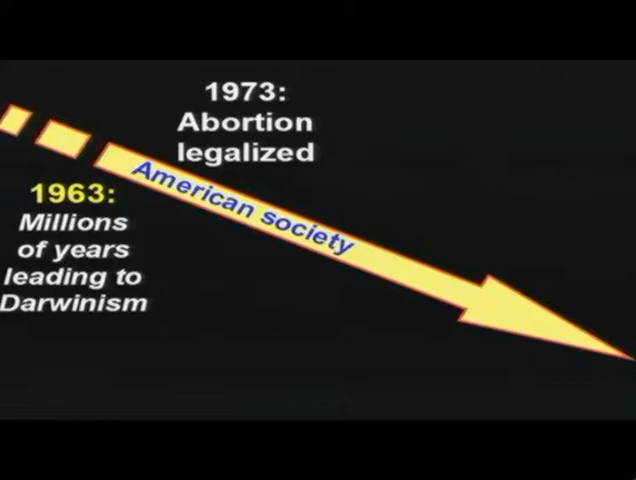 1973:
Abortion
legalized
American society
1963:
Millions
of years
leading to
Darwinism